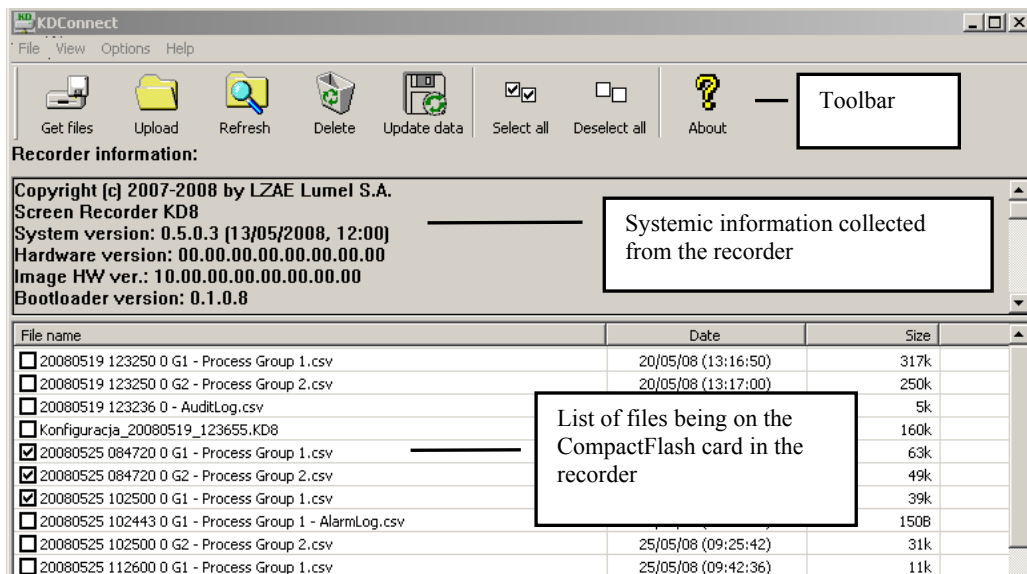 KDConnect
File View Options Help
Get files Upload Refresh Delete Update data Select all Deselect all About
Toolbar
Recorder information:
Copyright (c) 2007-2008 by LZAE Lumel S.A.
Screen Recorder KD8
System version: 0.5.0.3 (13/05/2008, 12:00)
Hardware version: 00.00.00.00.00.00.00.00
Image HW ver.: 10.00.00.00.00.00.00.00
Bootloader version: 0.1.0.8
Systemic information collected
from the recorder
File name Date Size
20080519 123250 0 G1 - Process Group 1.csv 20/05/08 (13:16:50) 317k
20080519 123250 0 G2 - Process Group 2.csv 20/05/08 (13:17:00) 250k
20080519 123236 0 - AuditLog.csv 5k
Konfiguracja_20080519_123655.KD8 160k
20080525 084720 0 G1 - Process Group 1.csv 63k
20080525 084720 0 G2 - Process Group 2.csv 49k
20080525 102500 0 G1 - Process Group 1.csv 39k
20080525 102443 0 G1 - Process Group 1 - AlarmLog.csv 150B
20080525 102500 0 G2 - Process Group 2.csv 25/05/08 (09:25:42) 31k
20080525 112600 0 G1 - Process Group 1.csv 25/05/08 (09:42:36) 11k
List of files being on the
CompactFlash card in the
recorder